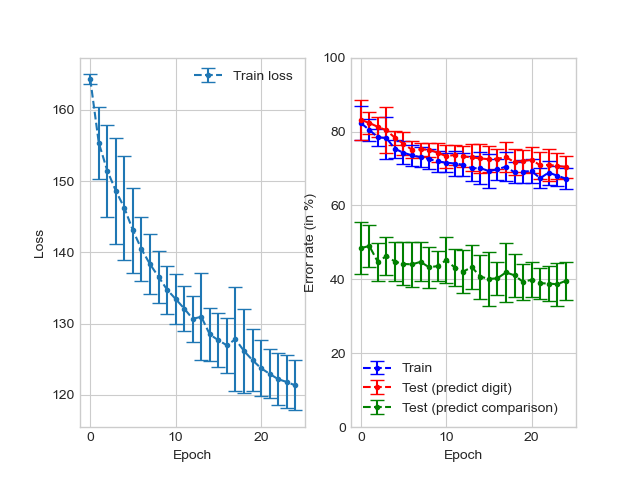 Train loss
160
150
140
130
120
0 10 20
Epoch
Loss
100
80
60
40
20
0
Train
Test (predict digit)
Test (predict comparison)
0 10 20
Epoch
Error rate (in %)